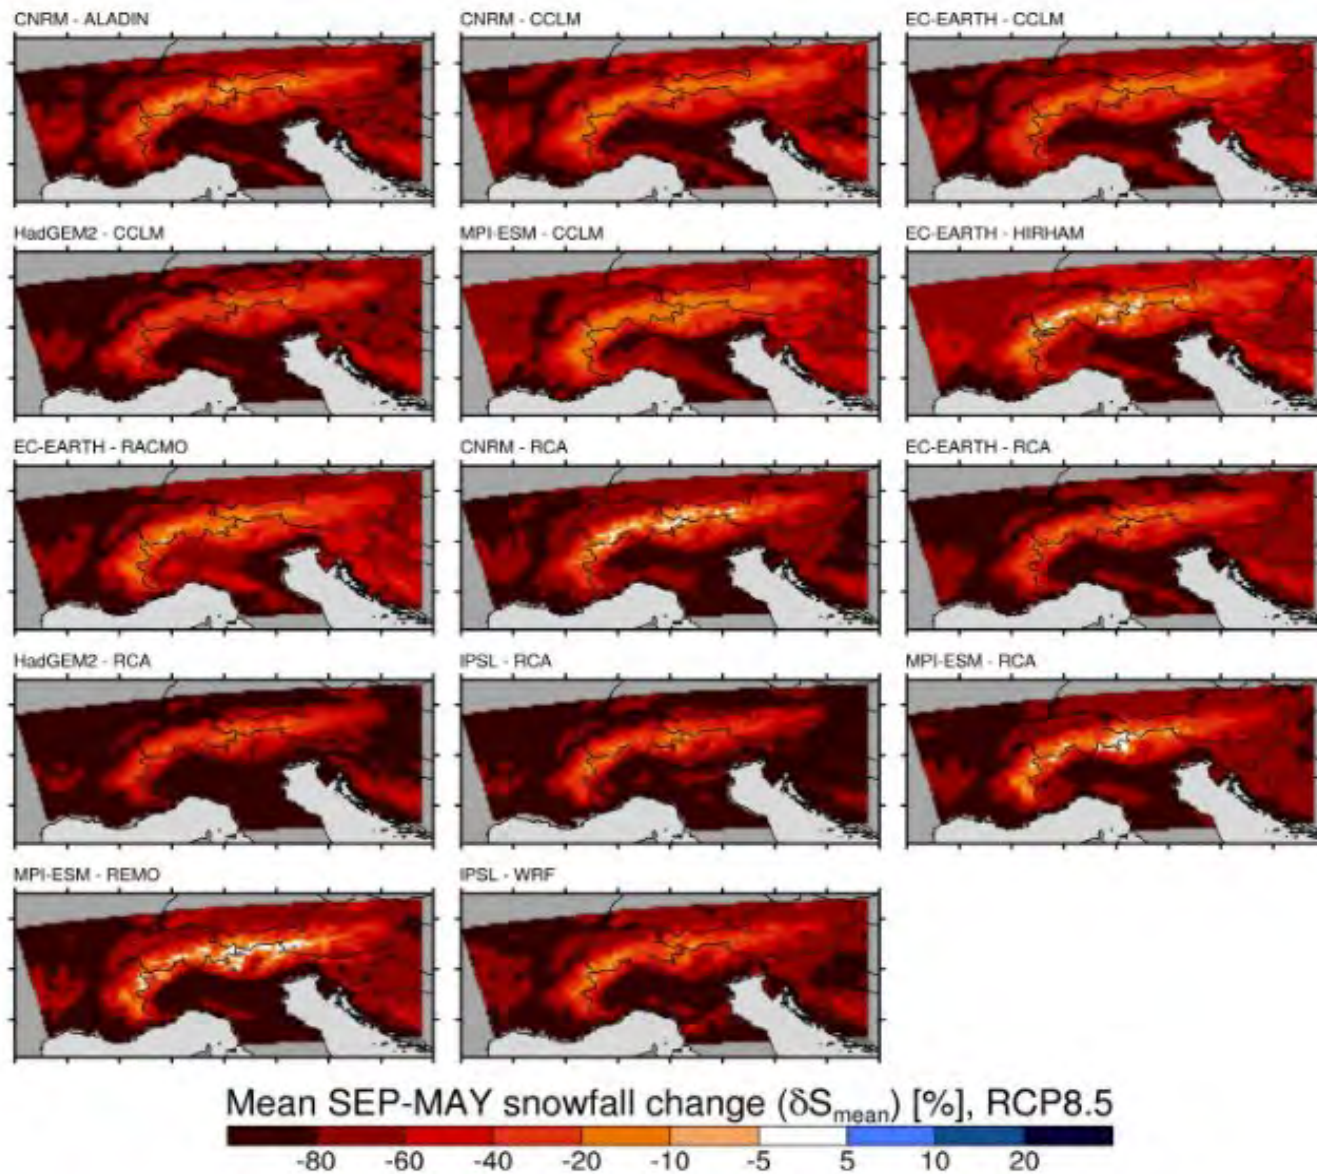 CNRM - ALADIN
CNRM - CCLM
EC-EARTH - CCLM
HadGEM2 - CCLM
MPI-ESM - CCLM
EC-EARTH - HIRHAM
EC-EARTH - RACMO
CNRM - RCA
EC-EARTH - RCA
HadGEM2 - RCA
IPSL - RCA
MPI-ESM - RCA
MPI-ESM - REMO
IPSL - WRF
Mean SEP-MAY snowfall change (δSmean) [%], RCP8.5
-80 -60 -40 -20 -10 -5 5 10 20